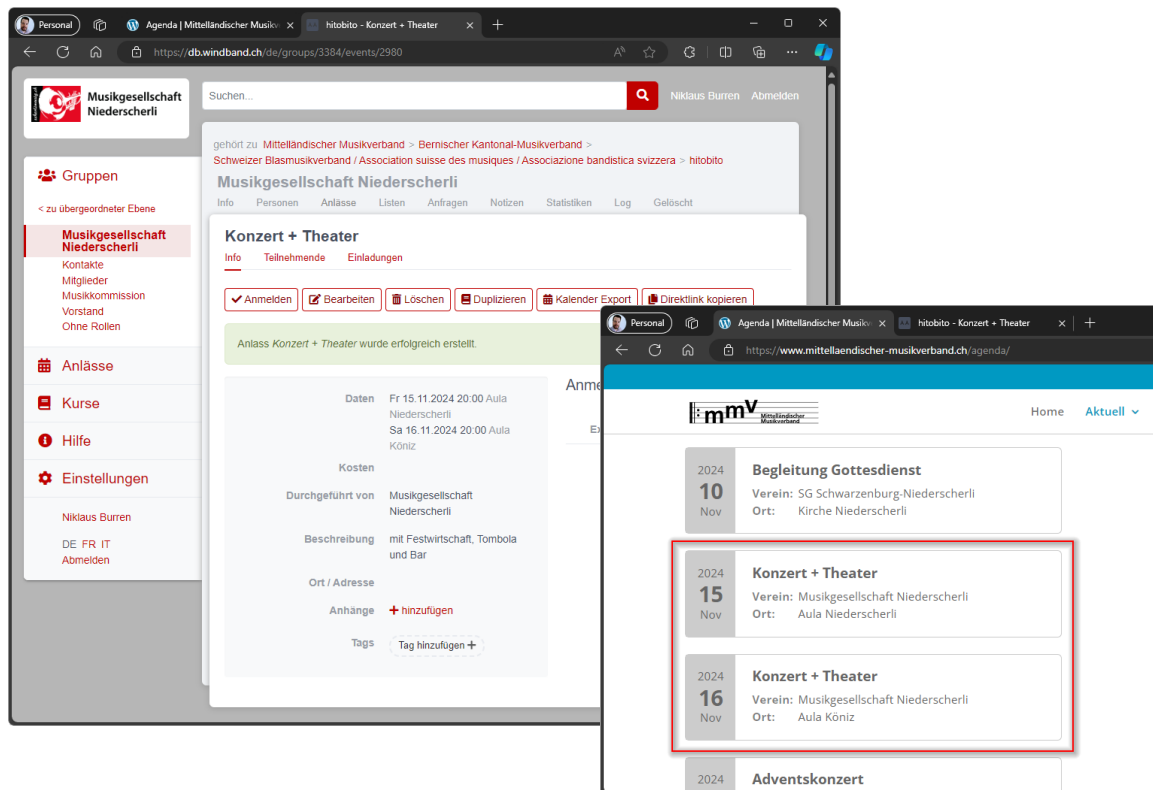 Personal
Agenda | Mittelländischer Musikv
hitobito - Konzert + Theater
https://db.windband.ch/de/groups/3384/events/2980
Musikgesellschaft
Niederscherli
Suchen...
Niklaus Burren Abmelden
gehört zu Mittelländischer Musikverband > Bernischer Kantonal-Musikverband >
Schweizer Blasmusikverband / Association suisse des musiques / Associazione bandistica svizzera > hitobito
Musikgesellschaft Niederscherli
Info Personen Anlässe Listen Anfragen Notizen Statistiken Log Gelöscht
Gruppen
< zu übergeordneter Ebene
Musikgesellschaft
Niederscherli
Kontakte
Mitglieder
Musikkommission
Vorstand
Ohne Rollen
Anlässe
Kurse
Hilfe
Einstellungen
Niklaus Burren
DE FR IT
Abmelden
Konzert + Theater
Info Teilnehmende Einladungen
Anmelden Bearbeiten Löschen Duplizieren Kalender Export Direktlink kopieren
Anlass Konzert + Theater wurde erfolgreich erstellt.
Daten Fr 15.11.2024 20:00 Aula
Niederscherli
Sa 16.11.2024 20:00 Aula
Köniz
Kosten
Durchgeführt von Musikgesellschaft
Niederscherli
Beschreibung mit Festwirtschaft, Tombola
und Bar
Ort / Adresse
Anhänge + hinzufügen
Tags Tag hinzufügen +
Anme
Personal
Agenda | Mittelländischer Musikv
hitobito - Konzert + Theater
https://www.mittellaendischer-musikverband.ch/agenda/
mmv Mittelländischer
Musikverband
Home Aktuell
2024
10
Nov
Begleitung Gottesdienst
Verein: SG Schwarzenburg-Niederscherli
Ort: Kirche Niederscherli
2024
15
Nov
Konzert + Theater
Verein: Musikgesellschaft Niederscherli
Ort: Aula Niederscherli
2024
16
Nov
Konzert + Theater
Verein: Musikgesellschaft Niederscherli
Ort: Aula Köniz
2024
Adventskonzert